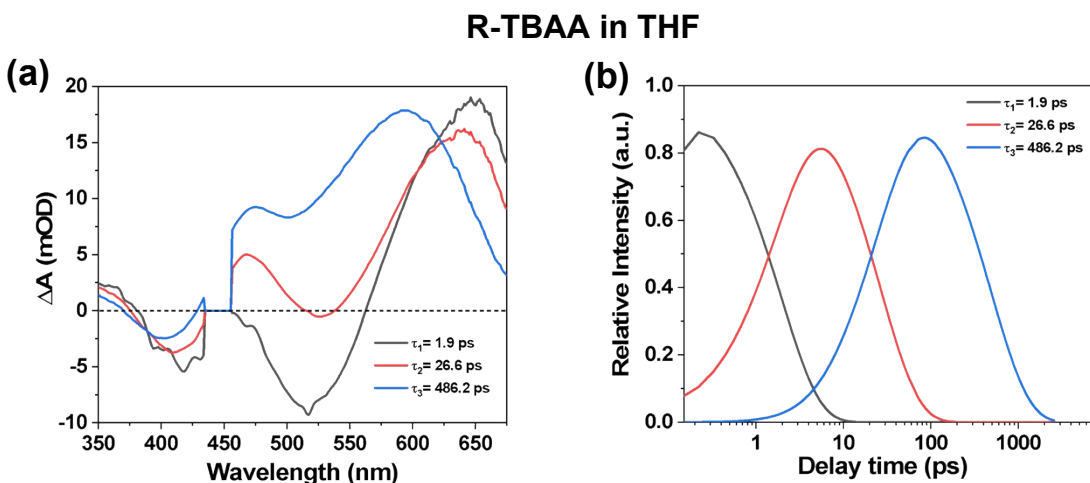 R-TBAA in THF
(a)
ΔA (mOD)
20
15
10
5
0
-5
-10
350 400 450 500 550 600 650
Wavelength (nm)
τ₁= 1.9 ps
τ₂= 26.6 ps
τ₃= 486.2 ps
(b)
Relative Intensity (a.u.)
1.0
0.8
0.6
0.4
0.2
0.0
1 10 100 1000
Delay time (ps)
τ₁= 1.9 ps
τ₂= 26.6 ps
τ₃= 486.2 ps